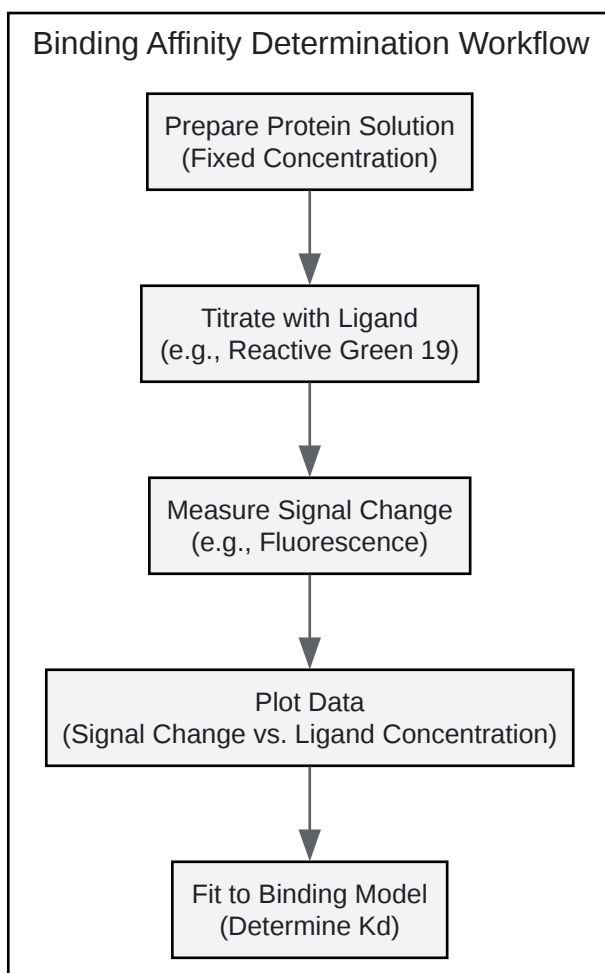 Binding Affinity Determination Workflow
Prepare Protein Solution
(Fixed Concentration)
Titrate with Ligand
(e.g., Reactive Green 19)
Measure Signal Change
(e.g., Fluorescence)
Plot Data
(Signal Change vs. Ligand Concentration)
Fit to Binding Model
(Determine Kd)